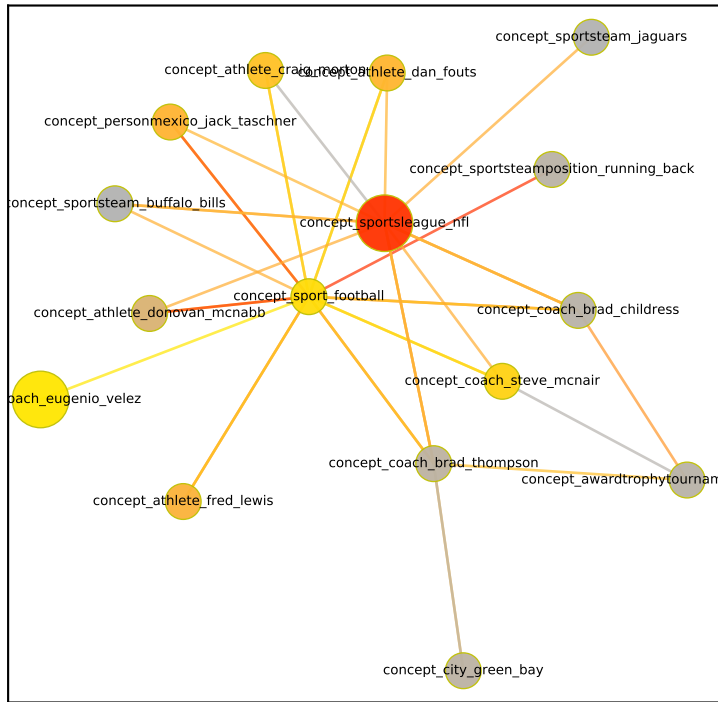 concept_sportsteam_jaguars
concept_athlete_craig_morton
concept_athlete_dan_fouts
concept_personmexico_jack_taschner
concept_sportsteamposition_running_back
concept_sportsteam_buffalo_bills
concept_sportsleague_nfl
concept_sport_football
concept_athlete_donovan_mcnabb
concept_coach_brad_childress
concept_coach_steve_mcnair
oach_eugenio_velez
concept_coach_brad_thompson
concept_awardtrophytournam
concept_athlete_fred_lewis
concept_city_green_bay